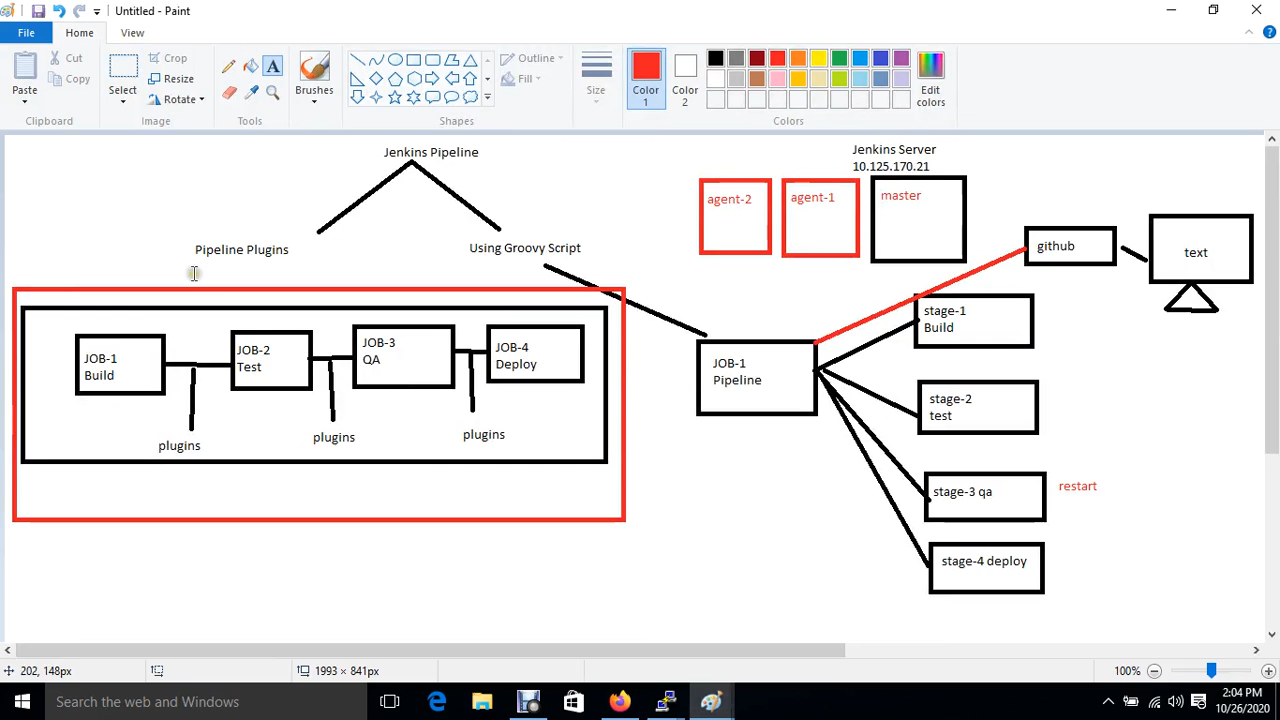 Untitled - Paint
File
Home
View
Paste
Cut
Copy
Clipboard
Select
Crop
Resize
Rotate
Image
Tools
Brushes
Shapes
Outline
Fill
Size
Color
1
Color
2
Edit
colors
Colors
Jenkins Pipeline
Pipeline Plugins
Using Groovy Script
JOB-1
Build
JOB-2
Test
JOB-3
QA
JOB-4
Deploy
plugins
plugins
plugins
Jenkins Server
10.125.170.21
agent-2
agent-1
master
github
text
JOB-1
Pipeline
stage-1
Build
stage-2
test
stage-3 qa
restart
stage-4 deploy
202, 148px
1993 × 841px
100%
Search the web and Windows
2:04 PM
10/26/2020